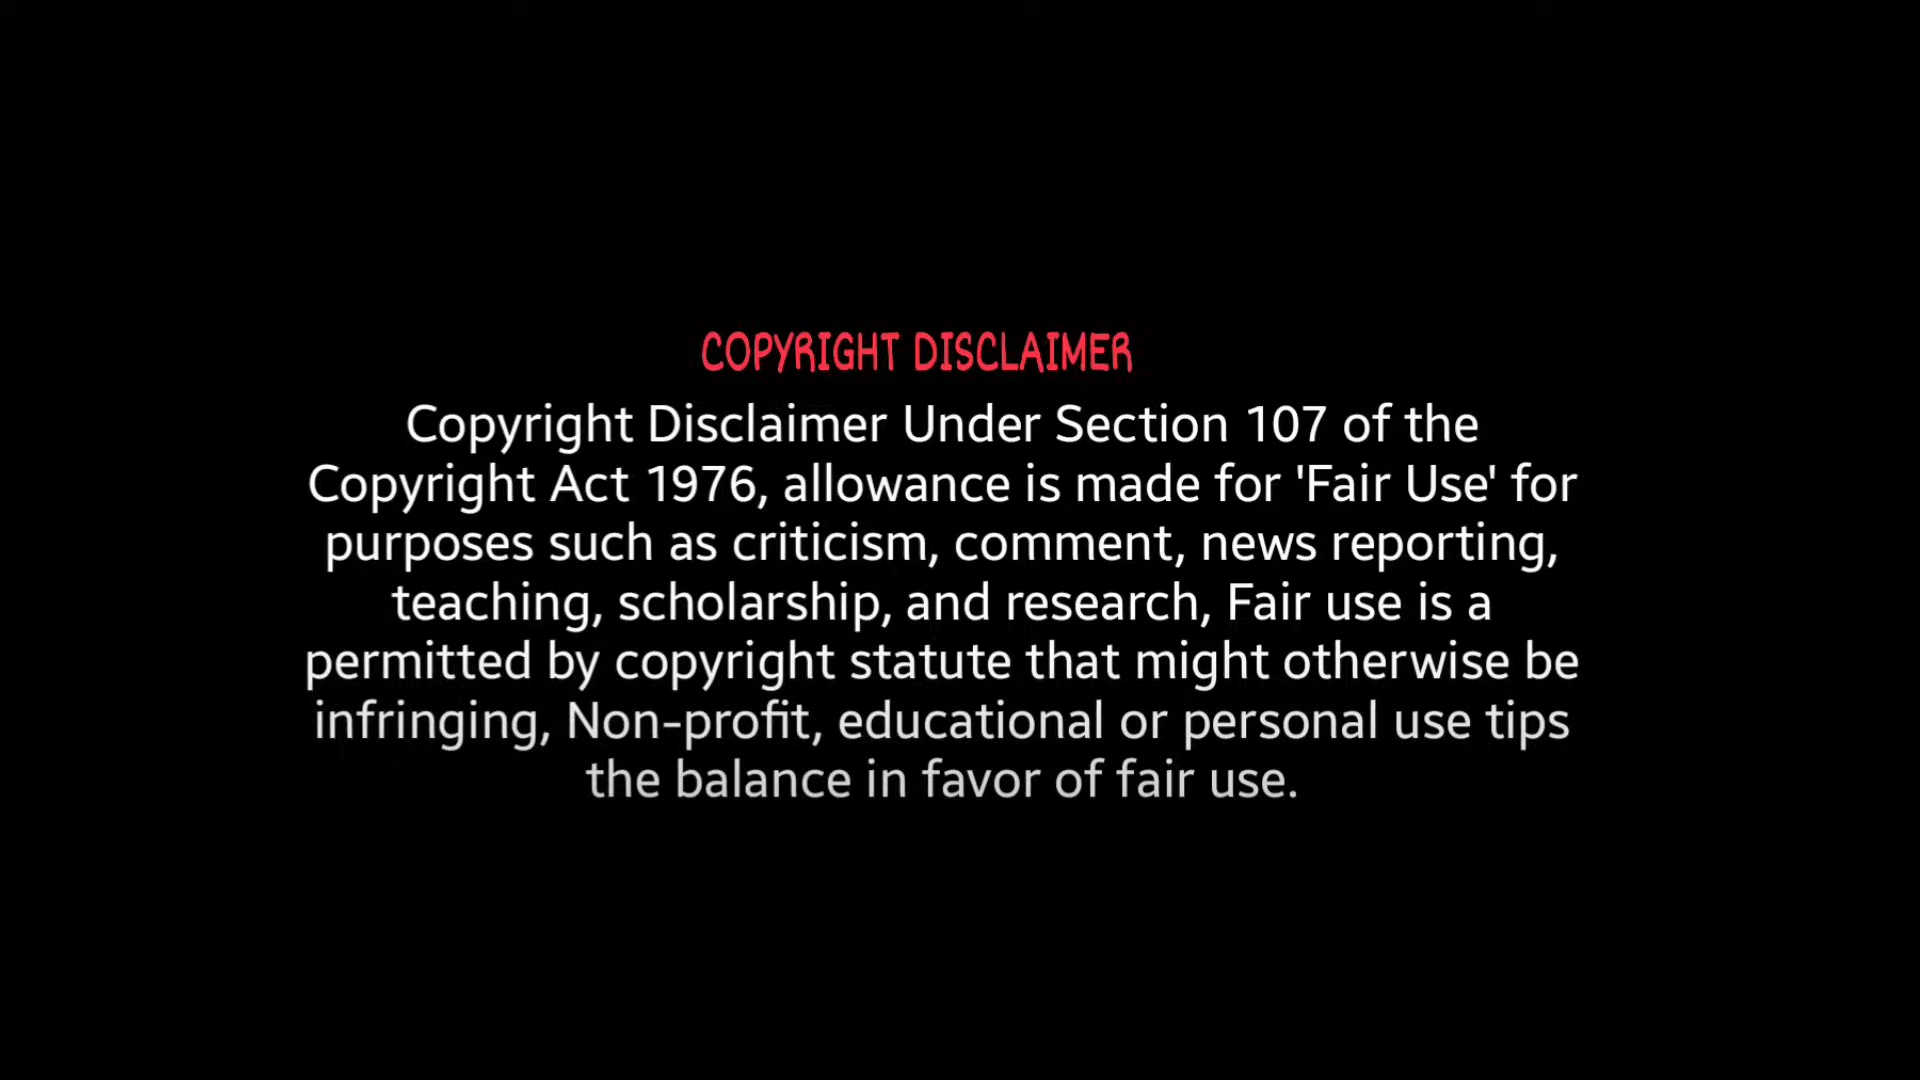 COPYRIGHT DISCLAIMER
Copyright Disclaimer Under Section 107 of the
Copyright Act 1976, allowance is made for 'Fair Use' for
purposes such as criticism, comment, news reporting,
teaching, scholarship, and research, Fair use is a
permitted by copyright statute that might otherwise be
infringing, Non-profit, educational or personal use tips
the balance in favor of fair use.